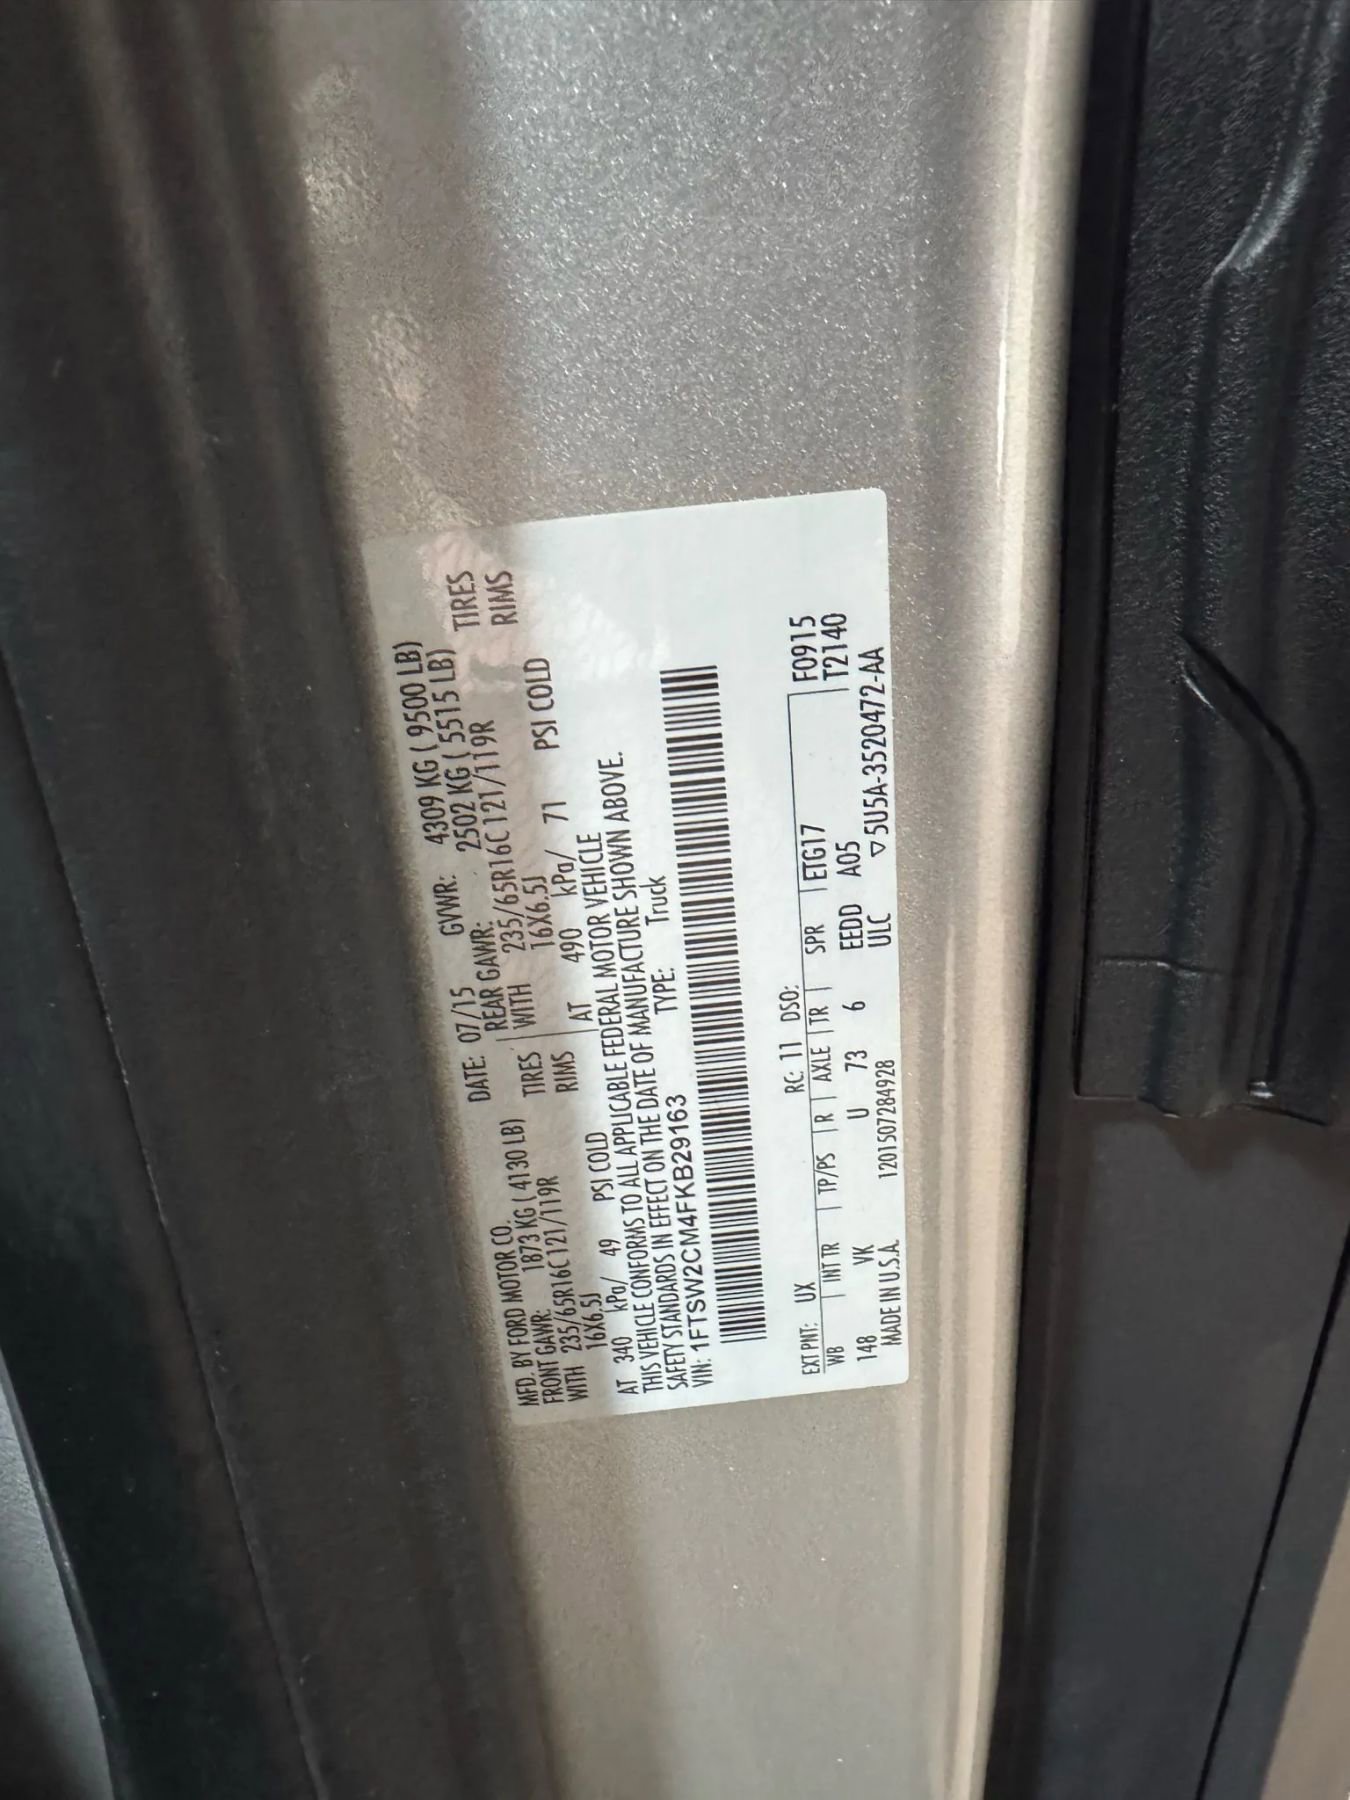 MFD. BY FORD MOTOR CO. DATE: 07/15 GVWR: 4309 KG ( 9500 LB)
FRONT GAWR: 1873 KG ( 4130 LB) REAR GAWR: 2502 KG ( 5515 LB)
WITH 235/65R16C 121/119R TIRES WITH 235/65R16C 121/119R TIRES
16X6.5J RIMS 16X6.5J RIMS
AT 340 kPa/ 49 PSI COLD AT 490 kPa/ 71 PSI COLD
THIS VEHICLE CONFORMS TO ALL APPLICABLE FEDERAL MOTOR VEHICLE
SAFETY STANDARDS IN EFFECT ON THE DATE OF MANUFACTURE SHOWN ABOVE.
VIN: 1FTSW2CM4FKB29163 TYPE: Truck
EXT PNT: UX RC: 11 DSO: F0915
WB INT TR TP/PS R AXLE TR SPR ETG17 T2140
148 VK U 73 6 EEDD A05
MADE IN U.S.A. 1201507284928 ULC ▽5U5A-3520472-AA